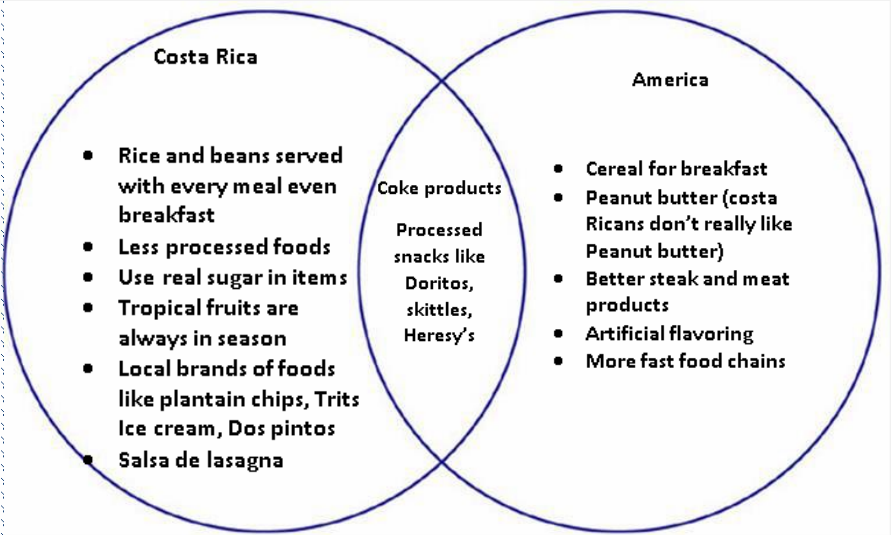 Costa Rica
• Rice and beans served
with every meal even
breakfast
• Less processed foods
• Use real sugar in items
• Tropical fruits are
always in season
• Local brands of foods
like plantain chips, Trits
Ice cream, Dos pintos
• Salsa de lasagna
Coke products
Processed
snacks like
Doritos,
skittles,
Heresy's
America
• Cereal for breakfast
• Peanut butter (costa
Ricans don't really like
Peanut butter)
• Better steak and meat
products
• Artificial flavoring
• More fast food chains